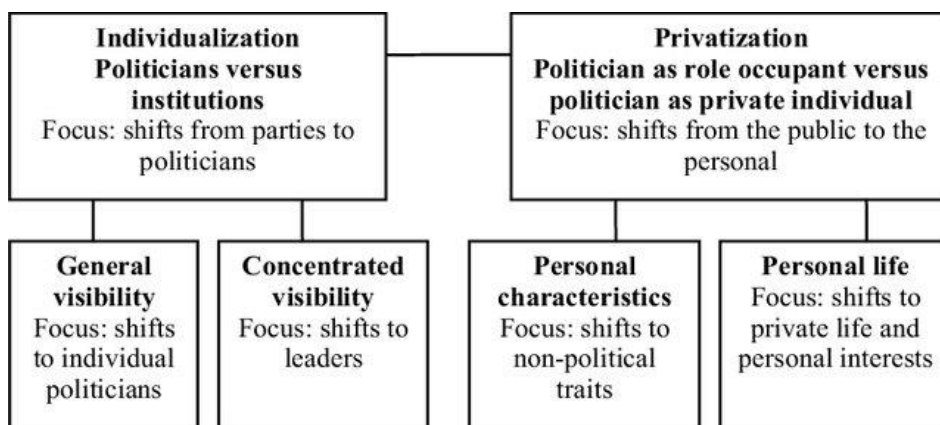 Individualization
Politicians versus
institutions
Focus: shifts from parties to
politicians
Privatization
Politician as role occupant versus
politician as private individual
Focus: shifts from the public to the
personal
General
visibility
Focus: shifts
to individual
politicians
Concentrated
visibility
Focus: shifts to
leaders
Personal
characteristics
Focus: shifts to
non-political
traits
Personal life
Focus: shifts to
private life and
personal interests